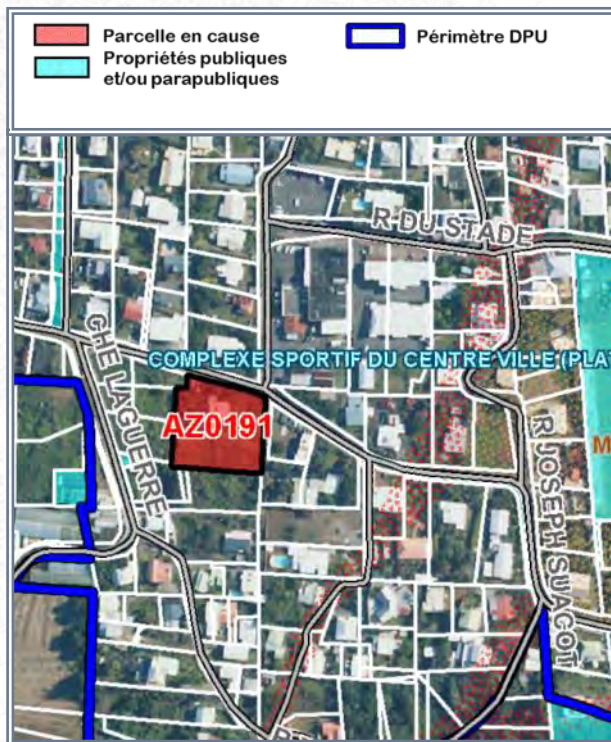 Parcelle en cause
Périmètre DPU
Propriétés publiques
et/ou parapubliques
R DU STADE
COMPLEXE SPORTIF DU CENTRE VILLE (PLAT
AZ0191
CHE LAGUERRE
M
R JOSEPH SUACOT